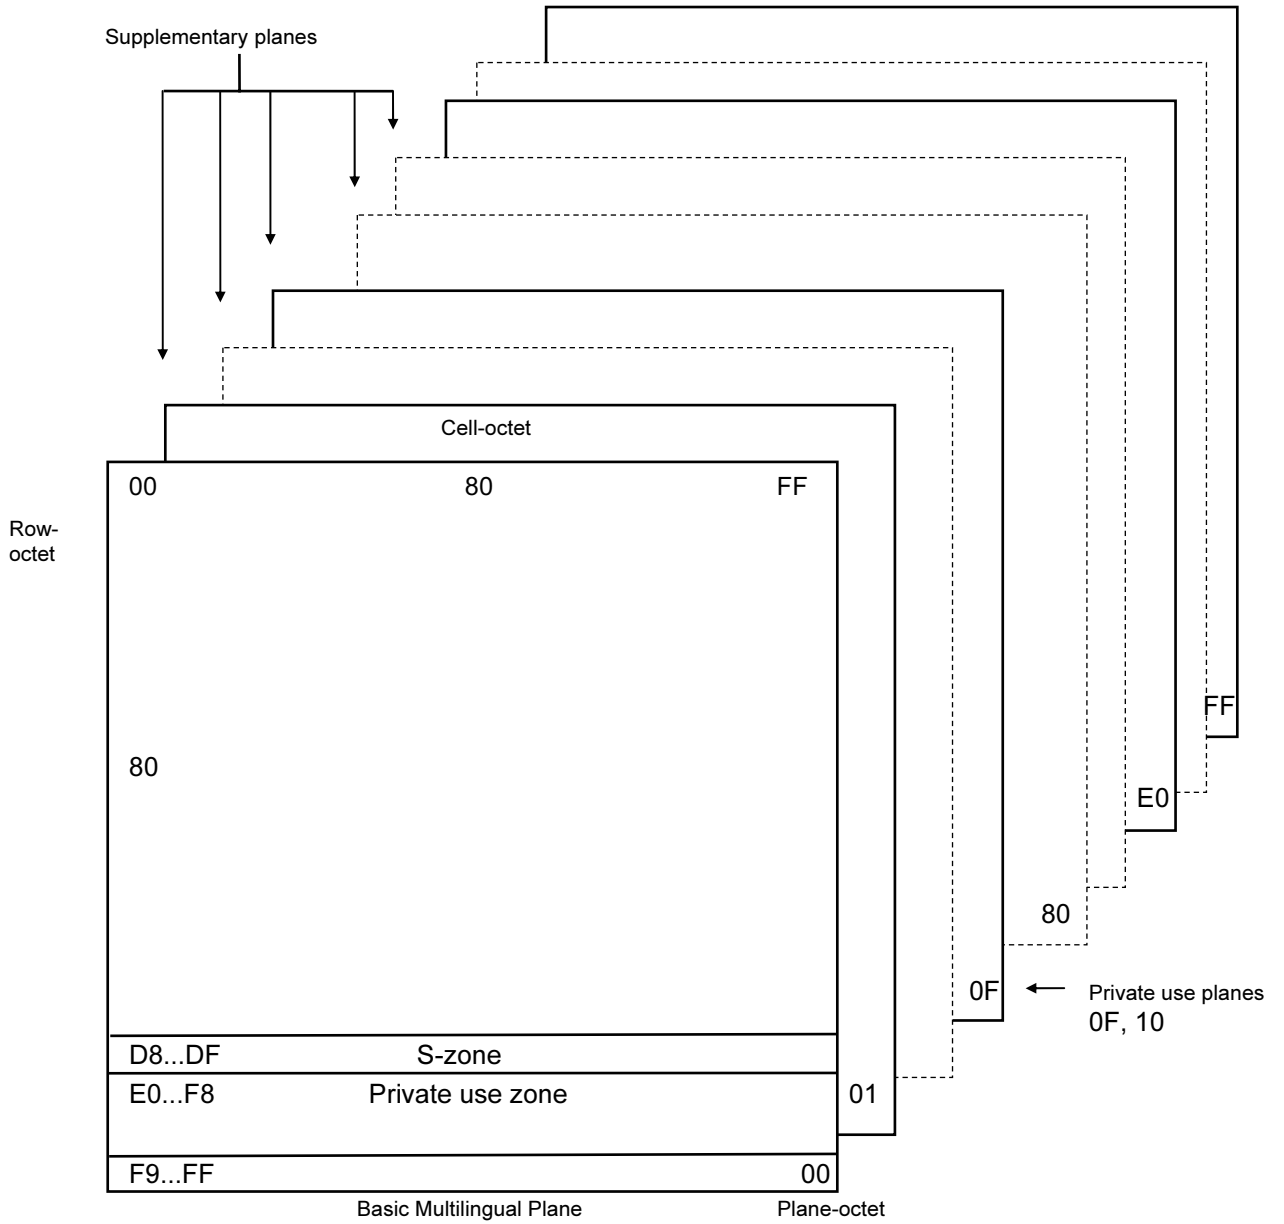 Supplementary planes
Cell-octet
00 80 FF
Row-
octet
FF
80
E0
80
0F
Private use planes
0F, 10
D8...DF S-zone
E0...F8 Private use zone
01
F9...FF 00
Basic Multilingual Plane Plane-octet